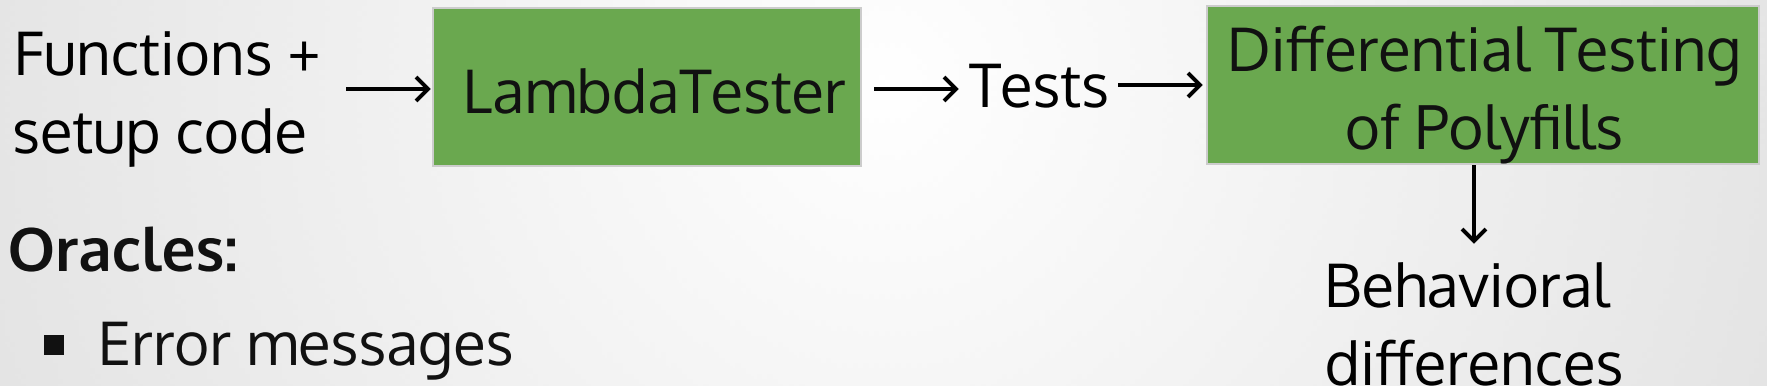 Functions +
setup code
LambdaTester
Tests
Differential Testing
of Polyfills
Oracles:
▪ Error messages
Behavioral
differences